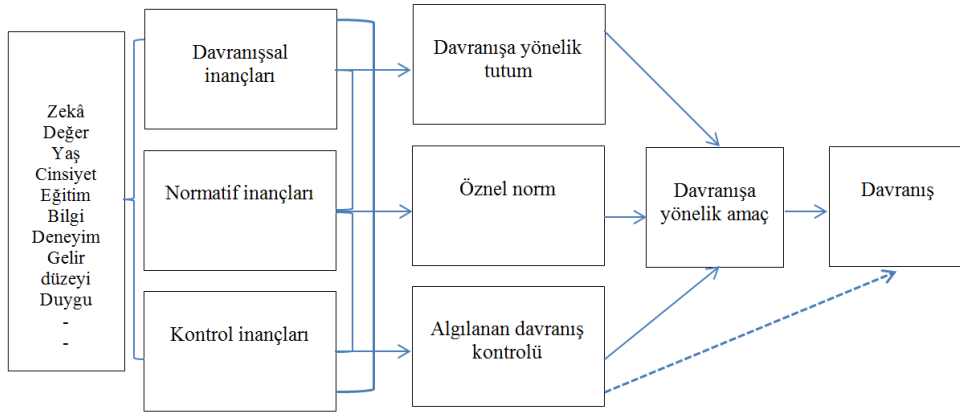 Zekâ
Değer
Yaş
Cinsiyet
Eğitim
Bilgi
Deneyim
Gelir
düzeyi
Duygu
-
-
Davranışsal
inançları
Normatif inançları
Kontrol inançları
Davranışa yönelik
tutum
Öznel norm
Algılanan davranış
kontrolü
Davranışa
yönelik amaç
Davranış